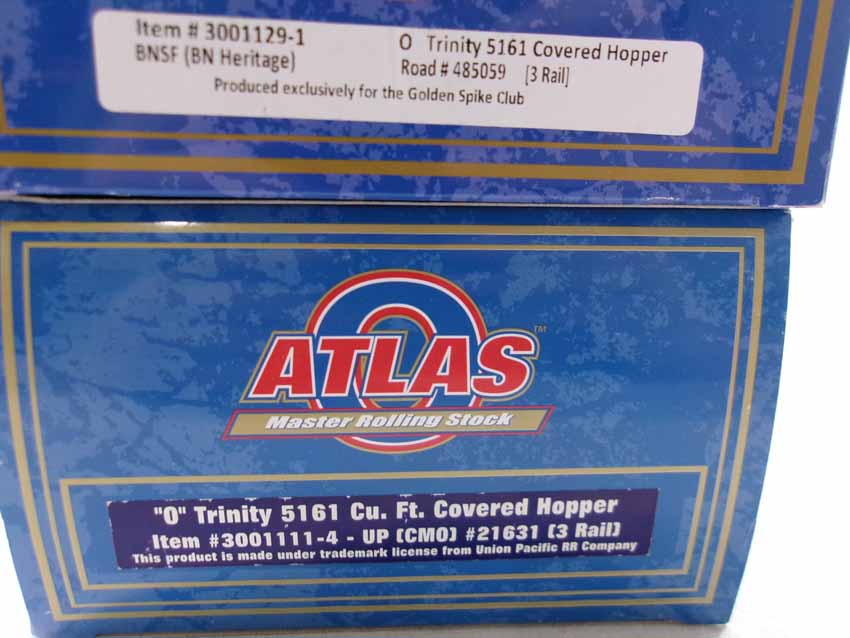 Item # 3001129-1
O Trinity 5161 Covered Hopper
BNSF (BN Heritage)
Road # 485059 [3 Rail]
Produced exclusively for the Golden Spike Club
ATLAS™
Master Rolling Stock
"O" Trinity 5161 Cu. Ft. Covered Hopper
Item #3001111-4 - UP (CMO) #21631 (3 Rail)
This product is made under trademark license from Union Pacific RR Company